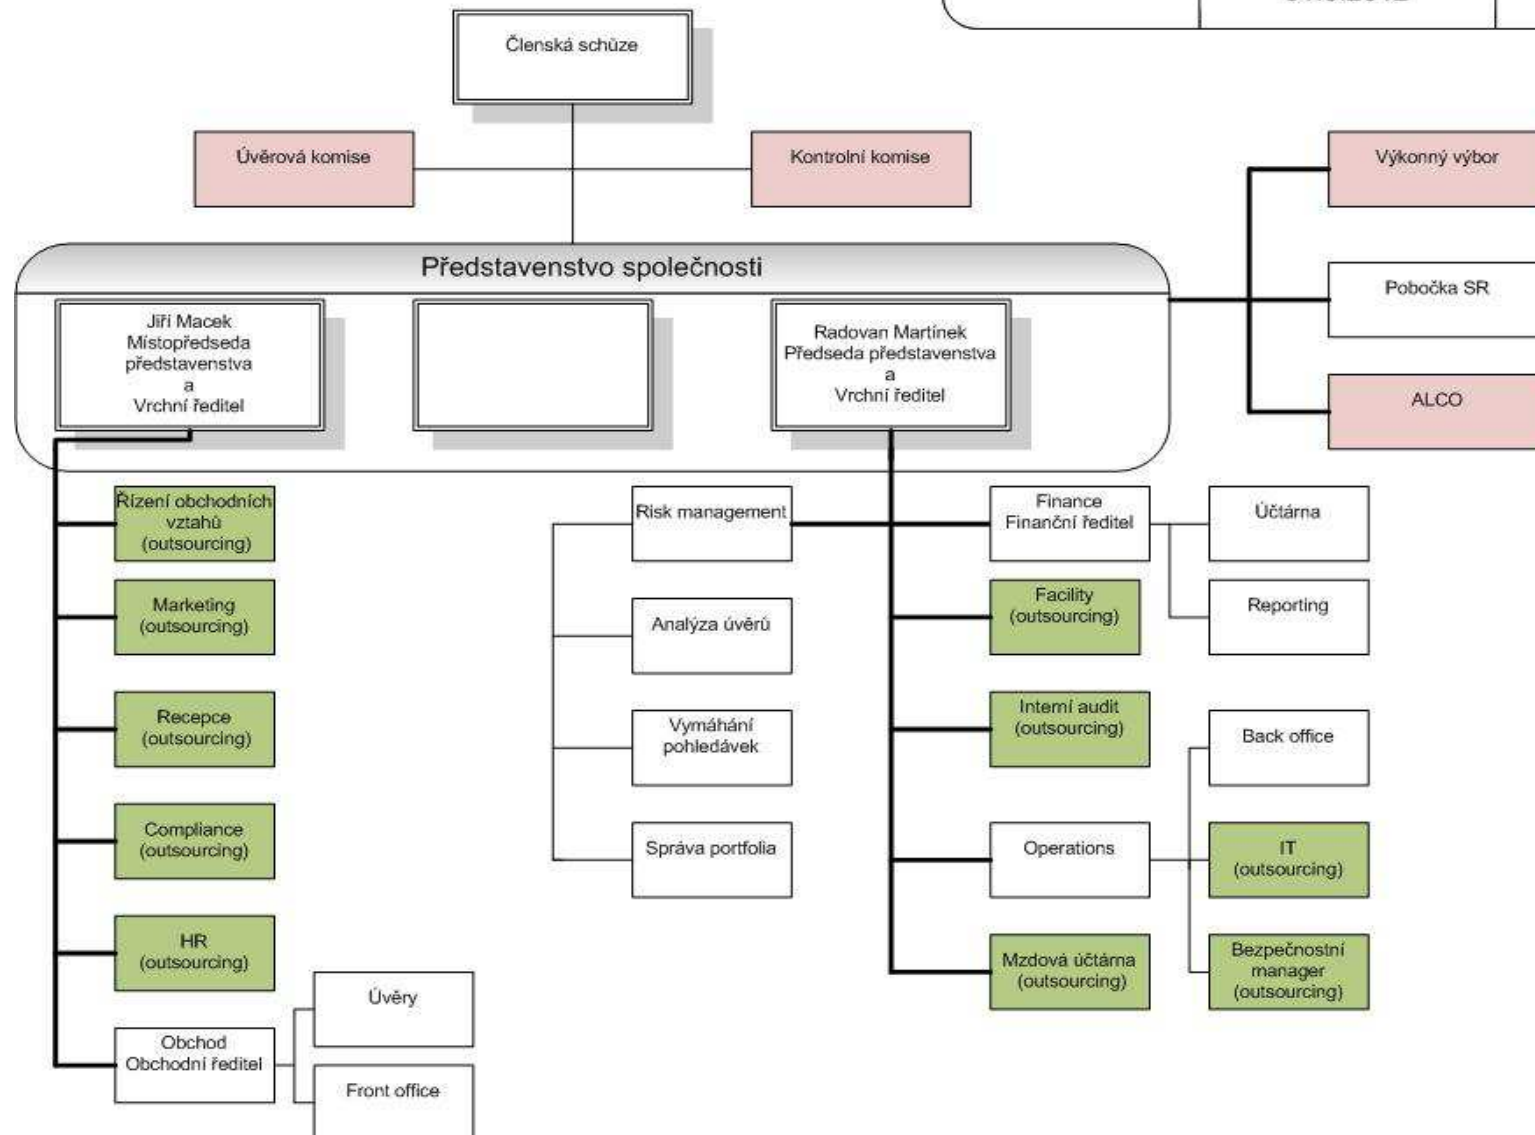 Členská schůze
Úvěrová komise
Kontrolní komise
Výkonný výbor
Představenstvo společnosti
Pobočka SR
Jiří Macek
Místopředseda
představenstva
a
Vrchní ředitel
Radovan Martínek
Předseda představenstva
a
Vrchní ředitel
ALCO
Řízení obchodních
vztahů
(outsourcing)
Marketing
(outsourcing)
Recepce
(outsourcing)
Compliance
(outsourcing)
HR
(outsourcing)
Obchod
Obchodní ředitel
Úvěry
Front office
Risk management
Analýza úvěrů
Vymáhání
pohledávek
Správa portfolia
Finance
Finanční ředitel
Účtárna
Reporting
Facility
(outsourcing)
Interní audit
(outsourcing)
Operations
Back office
IT
(outsourcing)
Bezpečnostní
manager
(outsourcing)
Mzdová účtárna
(outsourcing)